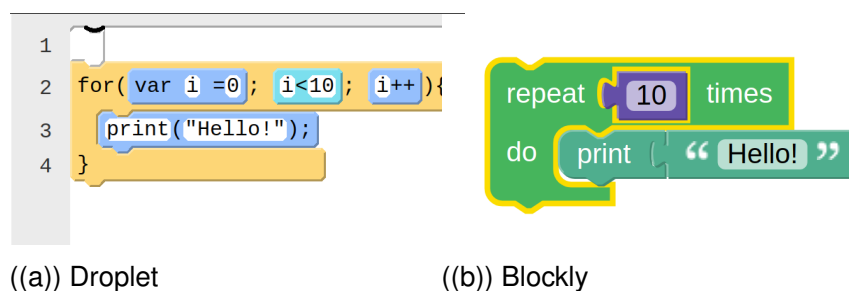 1
2 for( var i =0; i<10; i++ ){
3 print("Hello!");
4 }
repeat 10 times
do print “ Hello! ”
((a)) Droplet
((b)) Blockly